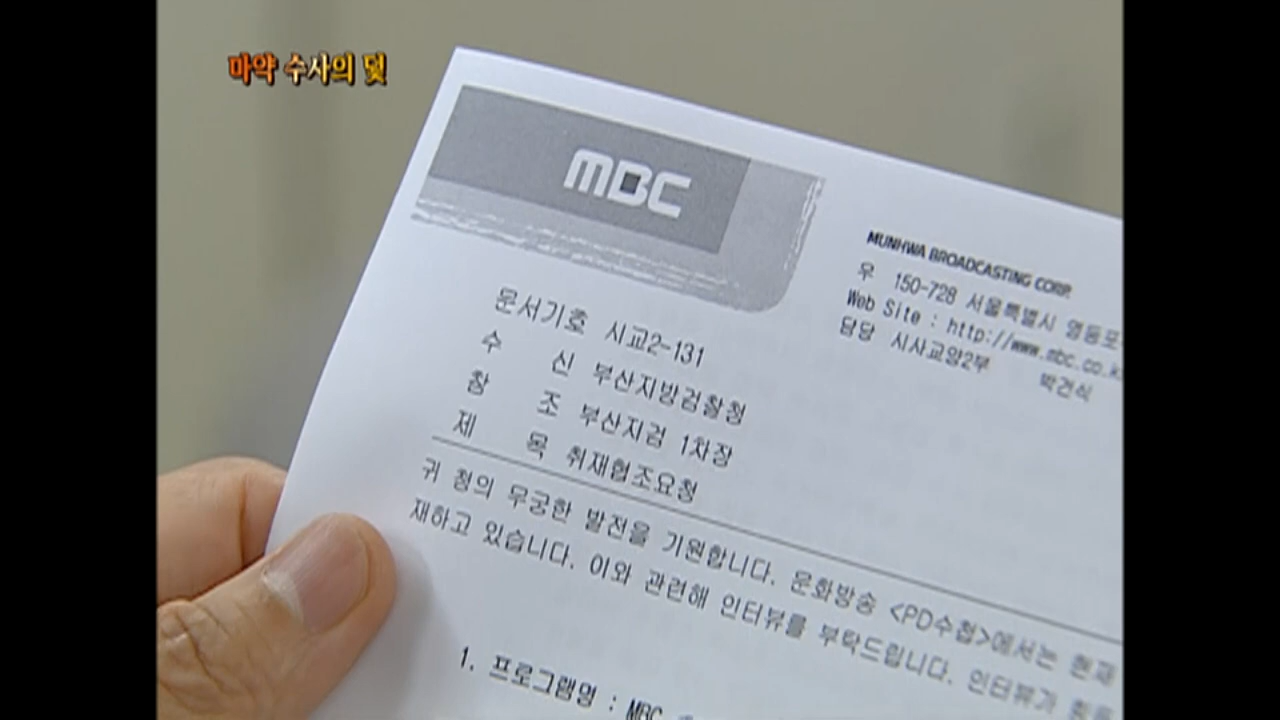 마약 수사의 덫
MBC
MUNHWA BROADCASTING CORP.
우 150-728 서울특별시 영등포
Web Site : http://www.mbc.co.k
담당 시사교양2부 박건식
문서기호 시교2-131
수 신 부산지방검찰청
참 조 부산지검 1차장
제 목 취재협조요청
귀 청의 무궁한 발전을 기원합니다. 문화방송 <PD수첩>에서는 현재
재하고 있습니다. 이와 관련해 인터뷰를 부탁드립니다. 인터뷰가
1. 프로그램명 : MBC